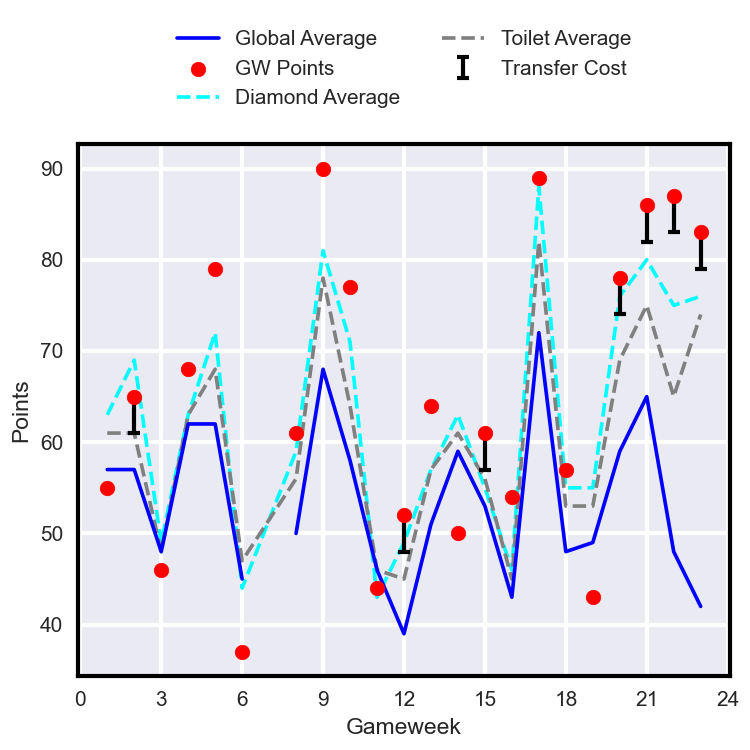 Global Average
GW Points
Diamond Average
Toilet Average
Transfer Cost
90
80
70
60
50
40
Points
0 3 6 9 12 15 18 21 24
Gameweek